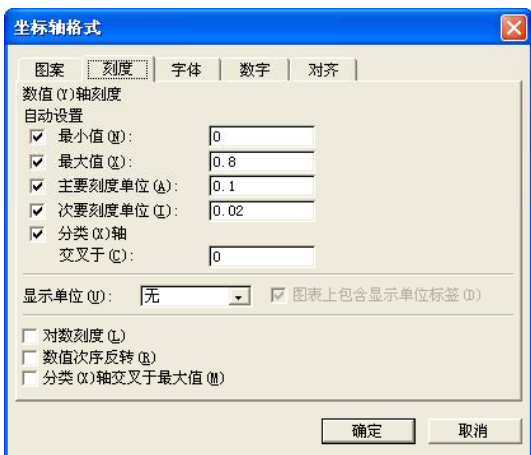 坐标轴格式
图案 刻度 字体 数字 对齐
数值(Y)轴刻度
自动设置
最小值(N): 0
最大值(X): 0.8
主要刻度单位(A): 0.1
次要刻度单位(I): 0.02
分类(X)轴
交叉于(C): 0
显示单位(U): 无 图表上包含显示单位标签(D)
对数刻度(L)
数值次序反转(R)
分类(X)轴交叉于最大值(M)
确定 取消